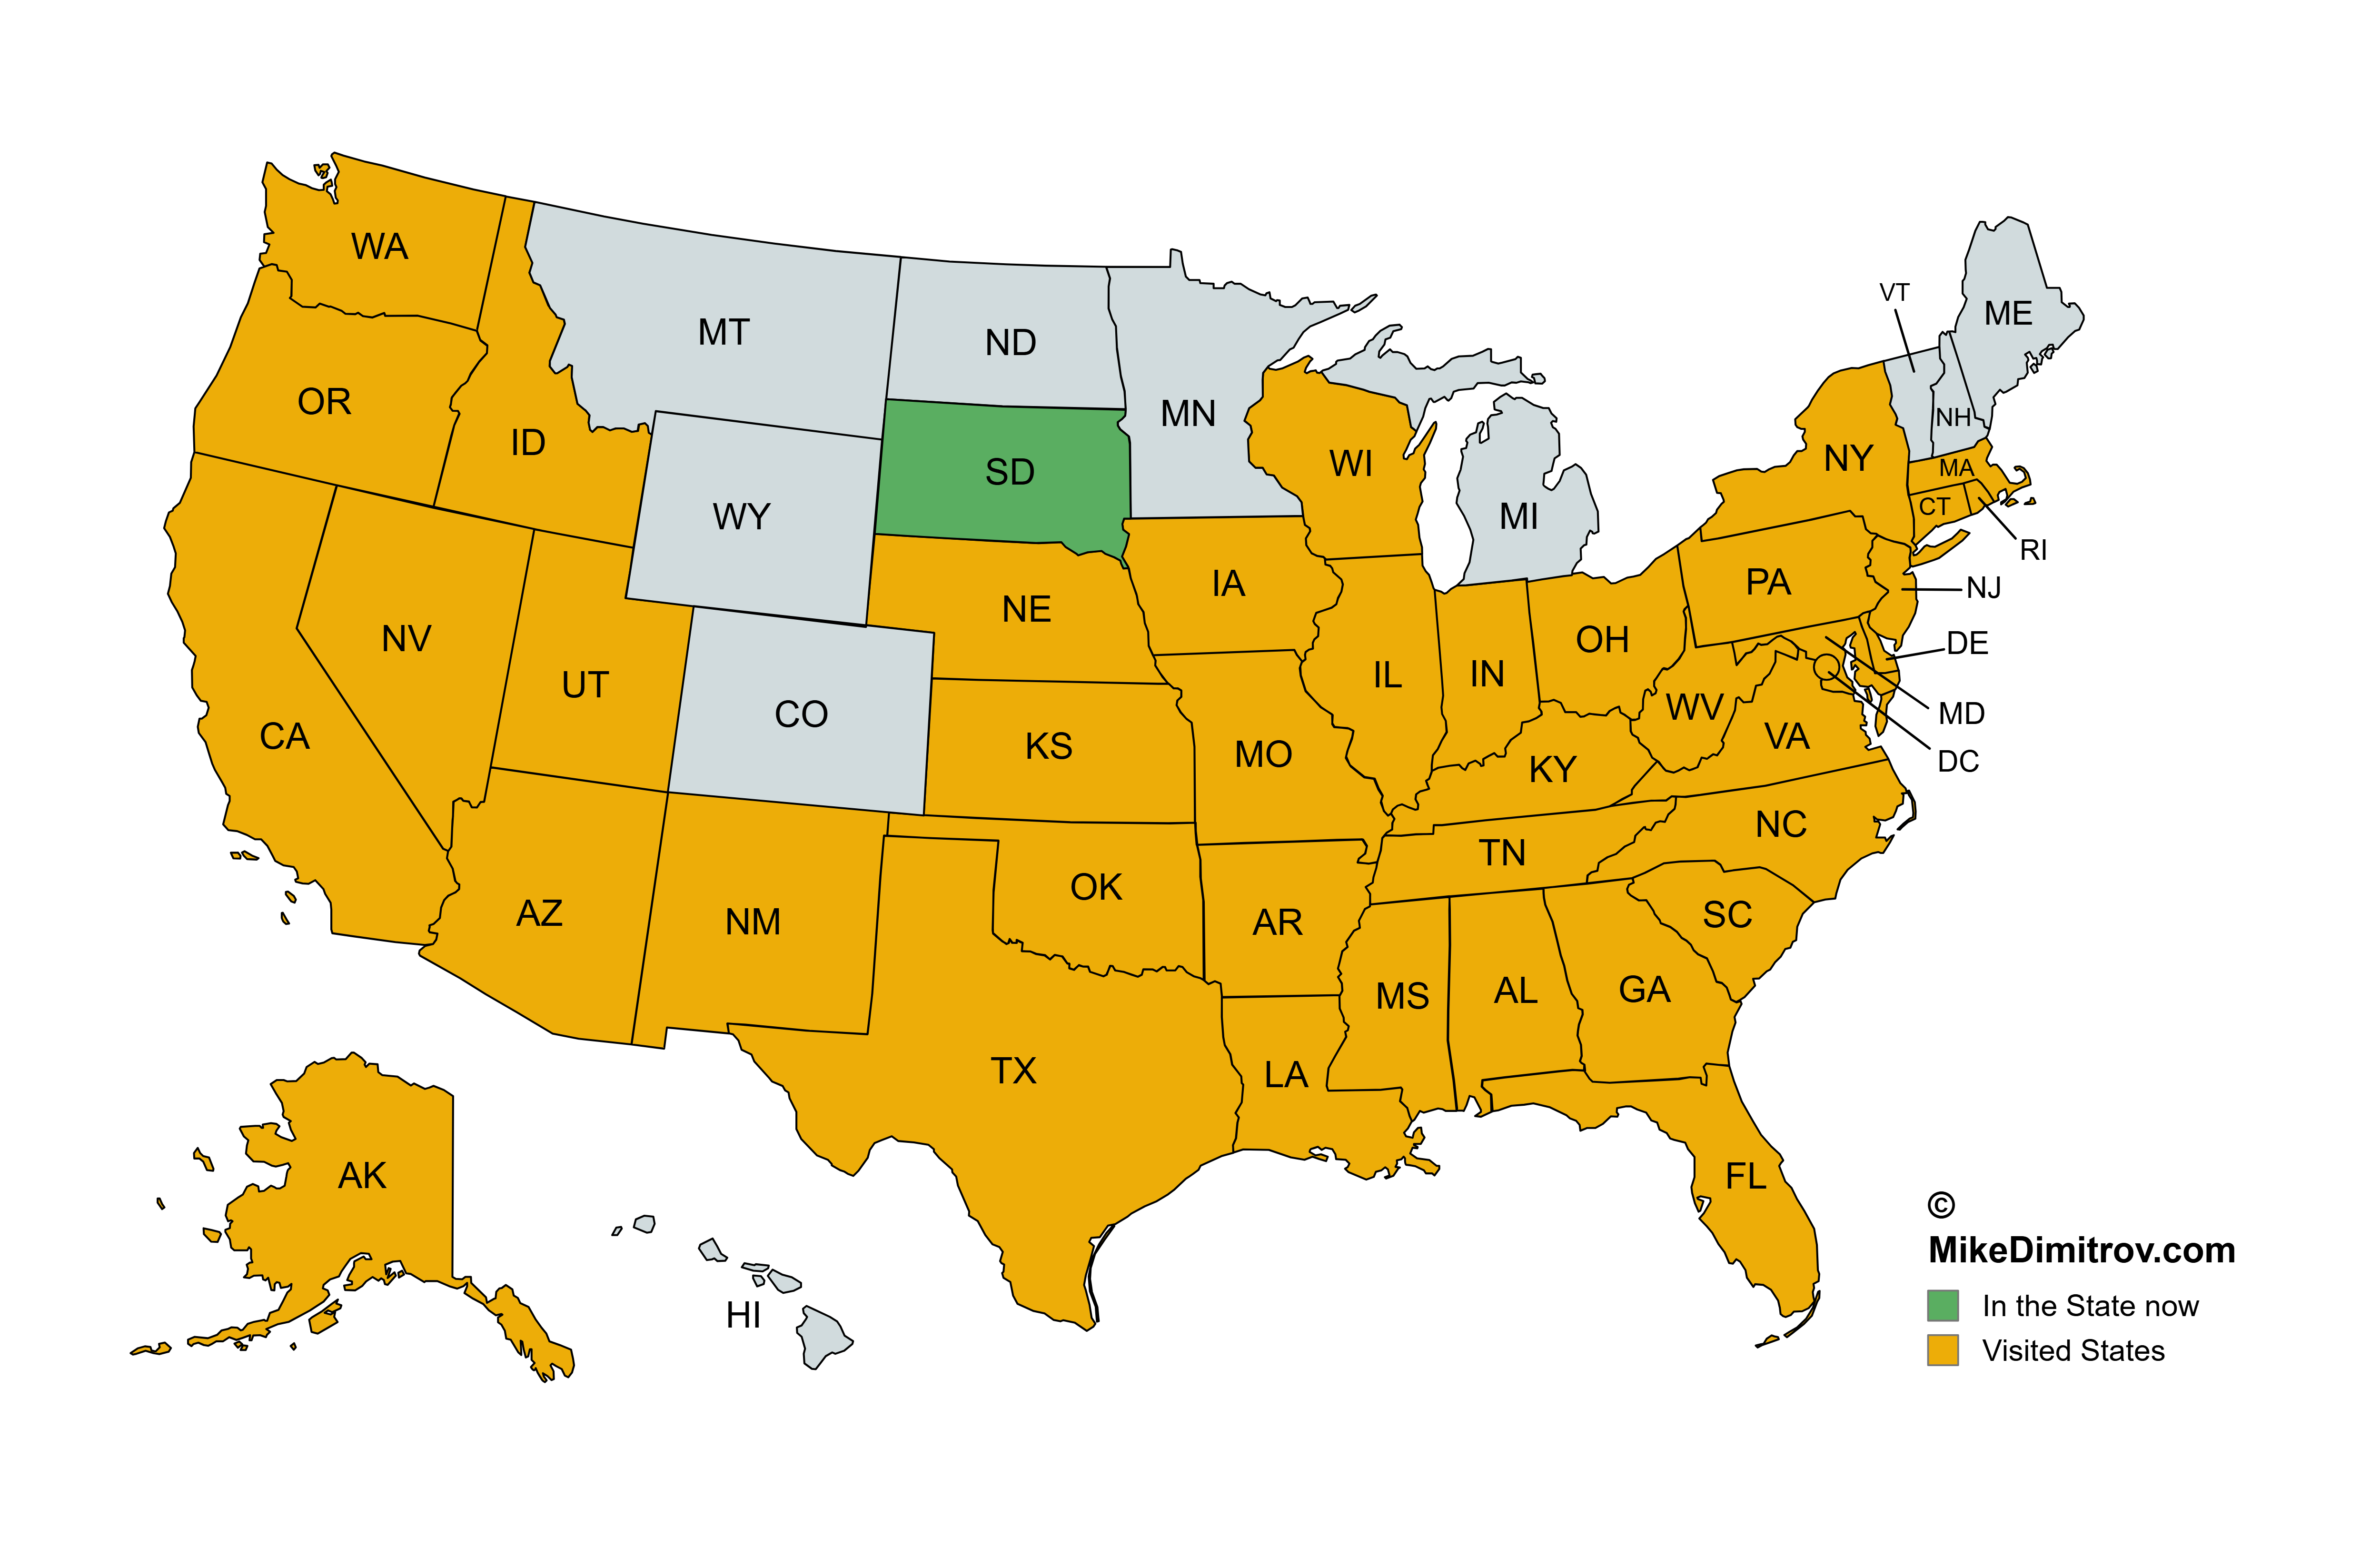 WA
MT
ND
MN
VT
ME
OR
ID
SD
WI
MI
NY
NH
MA
CT
RI
WY
NE
IA
PA
NJ
NV
UT
CO
IL
IN
OH
DE
CA
KS
MO
KY
WV
VA
MD
DC
AZ
NM
OK
AR
TN
NC
SC
TX
LA
MS
AL
GA
AK
HI
FL
©
MikeDimitrov.com
In the State now
Visited States